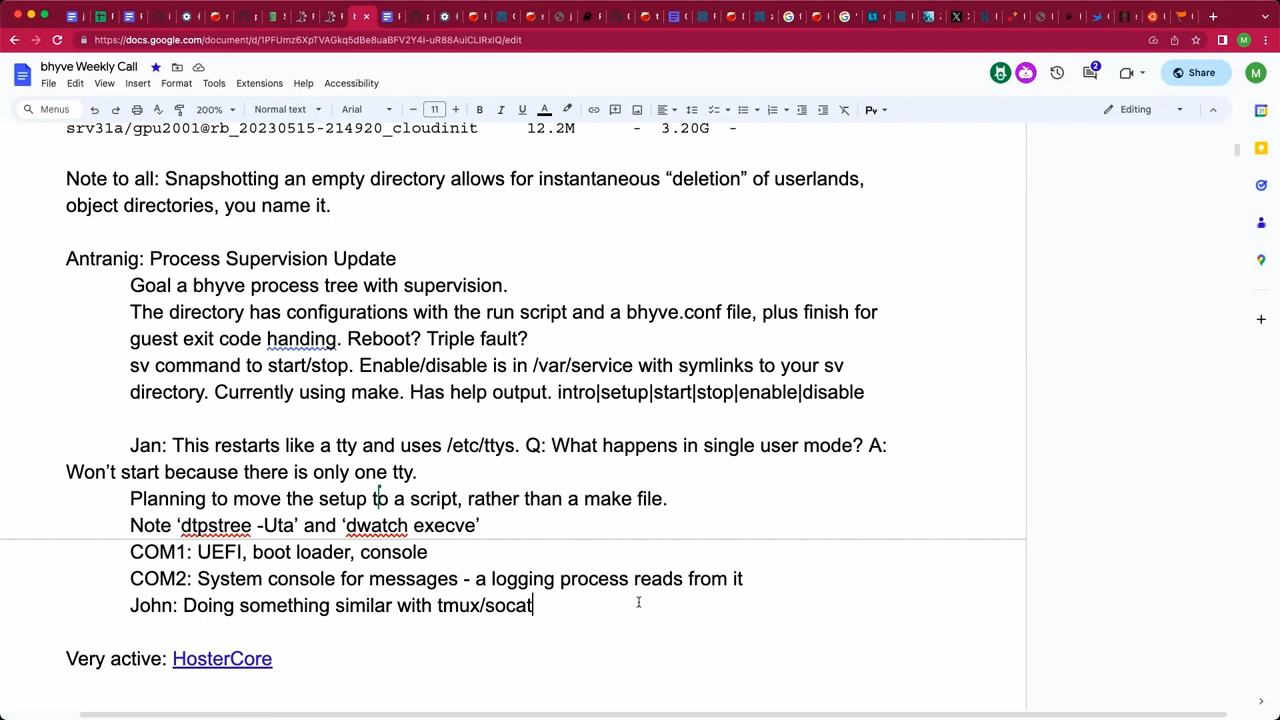 https://docs.google.com/document/d/1PFUmz6XpTVAGkq5dBe8uaBFV2Y4i-uR88AuiCLIRxlQ/edit
bhyve Weekly Call
2
Share
M
File Edit View Insert Format Tools Extensions Help Accessibility
Menus 200% Normal text Arial 11 Editing
srv31a/gpu2001@rb_20230515-214920_cloudinit 12.2M - 3.20G -
Note to all: Snapshotting an empty directory allows for instantaneous “deletion” of userlands,
object directories, you name it.
Antranig: Process Supervision Update
Goal a bhyve process tree with supervision.
The directory has configurations with the run script and a bhyve.conf file, plus finish for
guest exit code handing. Reboot? Triple fault?
sv command to start/stop. Enable/disable is in /var/service with symlinks to your sv
directory. Currently using make. Has help output. intro|setup|start|stop|enable|disable
Jan: This restarts like a tty and uses /etc/ttys. Q: What happens in single user mode? A:
Won’t start because there is only one tty.
Planning to move the setup to a script, rather than a make file.
Note ‘dtpstree -Uta’ and ‘dwatch execve’
COM1: UEFI, boot loader, console
COM2: System console for messages - a logging process reads from it
John: Doing something similar with tmux/socat
Very active: HosterCore